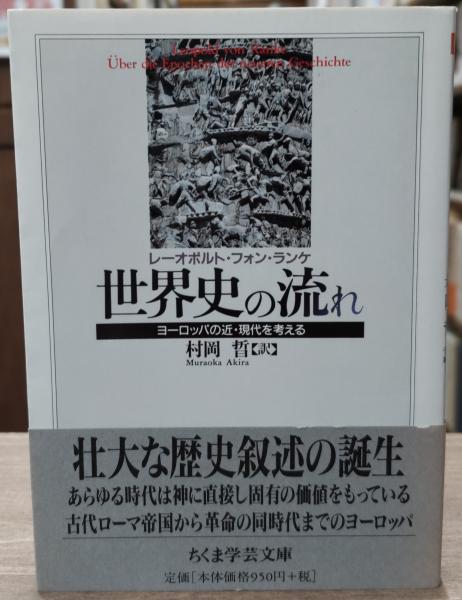 Leopold von Ranke
Über die Epochen der neueren Geschichte
レーオポルト・フォン・ランケ
世界史の流れ
ヨーロッパの近・現代を考える
村岡 晢【訳】
Muraoka Akira
壮大な歴史叙述の誕生
あらゆる時代は神に直接し固有の価値をもっている
古代ローマ帝国から革命の同時代までのヨーロッパ
ちくま学芸文庫
定価[本体価格950円+税]